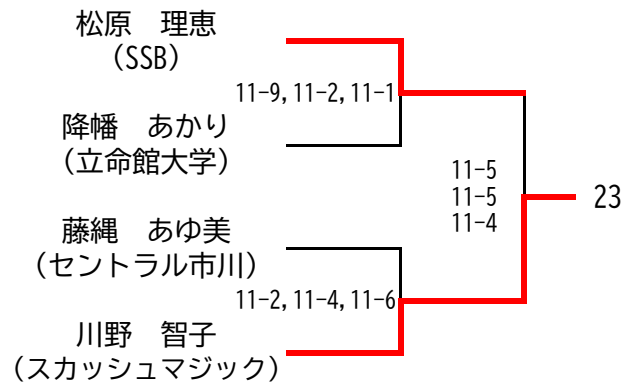 松原　理恵
(SSB)
11-9,11-2,11-1
降幡　あかり
(立命館大学)
11-5
11-5
11-4
23
藤縄　あゆ美
(セントラル市川)
11-2,11-4,11-6
川野　智子
(スカッシュマジック)